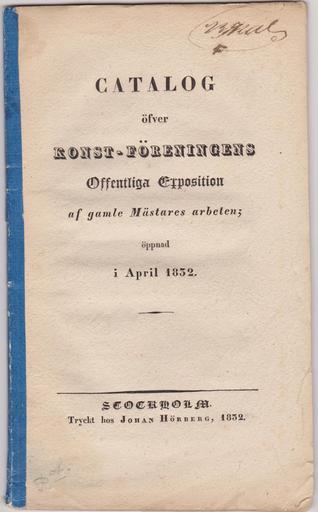 CATALOG
öfver
KONST-FÖRENINGENS
Offentliga Exposition
af gamle Mästares arbeten;
öppnad
i April 1832.
STOCKHOLM.
Tryckt hos JOHAN HÖRBERG, 1832.